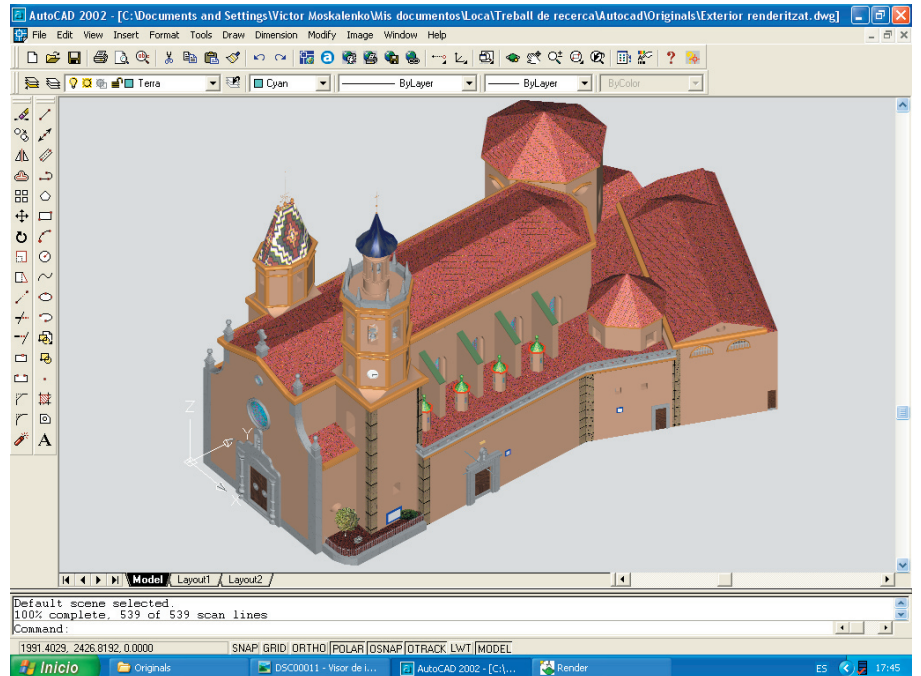 AutoCAD 2002 - [C:\Documents and Settings\Victor Moskalenko\Mis documentos\Loca\Treball de recerca\Autocad\Originals\Exterior renderitzat.dwg]
File Edit View Insert Format Tools Draw Dimension Modify Image Window Help
Terra Cyan ByLayer ByLayer ByColor
Z
Y
X
A
Model Layout1 Layout2
Default scene selected.
100% complete, 539 of 539 scan lines
Command:
1991.4029, 2426.8192, 0.0000 SNAP GRID ORTHO POLAR OSNAP OTRACK LWT MODEL
Inicio Originals DSC00011 - Visor de i... AutoCAD 2002 - [C:\... Render ES 17:45